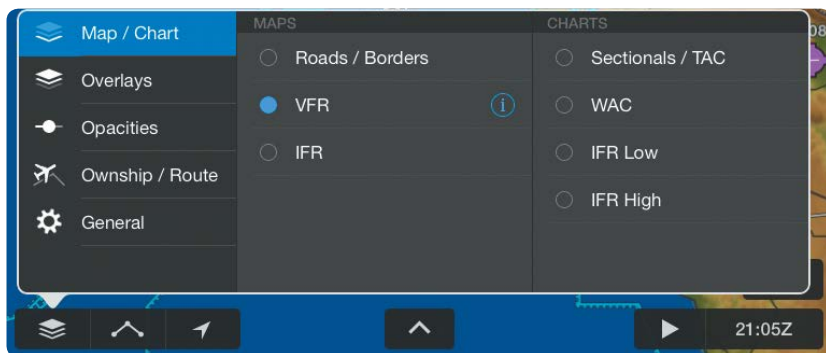 MAPS
CHARTS
Map / Chart
Overlays
Opacities
Ownship / Route
General
Roads / Borders
VFR
i
IFR
Sectionals / TAC
WAC
IFR Low
IFR High
08
21:05Z